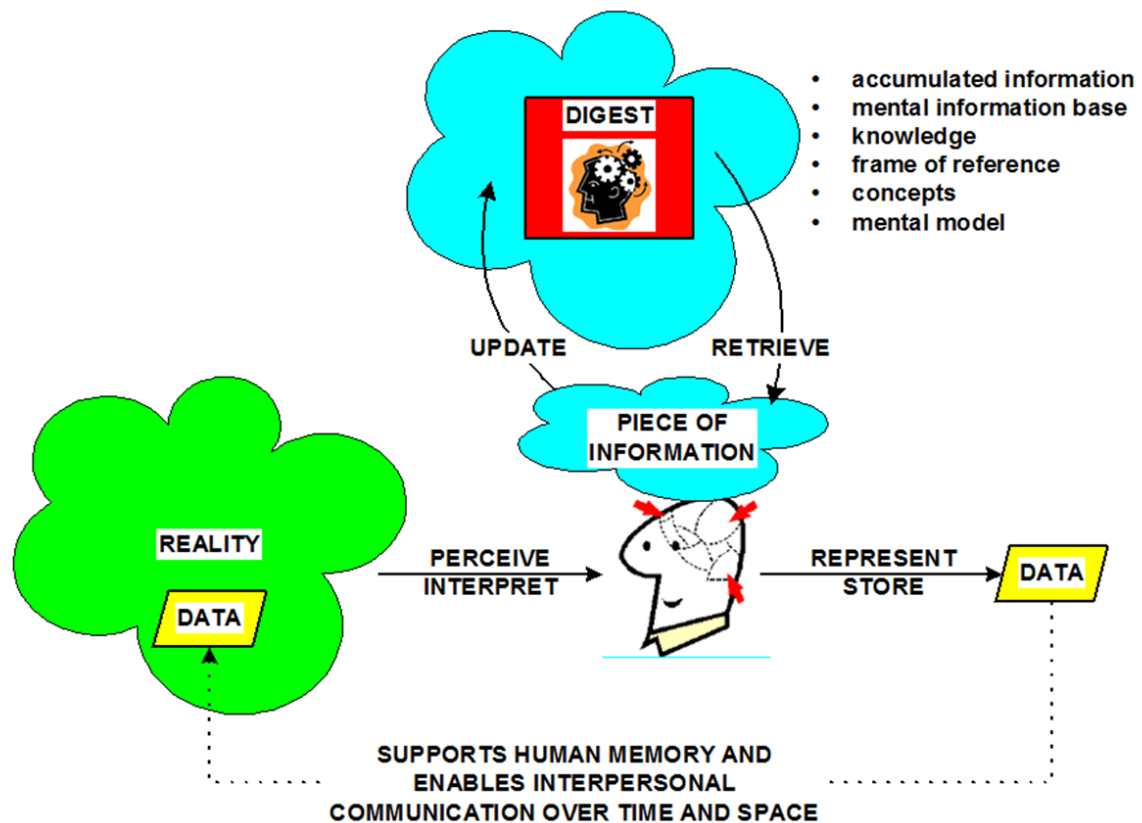 DIGEST
• accumulated information
• mental information base
• knowledge
• frame of reference
• concepts
• mental model
UPDATE
RETRIEVE
PIECE OF
INFORMATION
REALITY
DATA
PERCEIVE
INTERPRET
REPRESENT
STORE
DATA
SUPPORTS HUMAN MEMORY AND
ENABLES INTERPERSONAL
COMMUNICATION OVER TIME AND SPACE